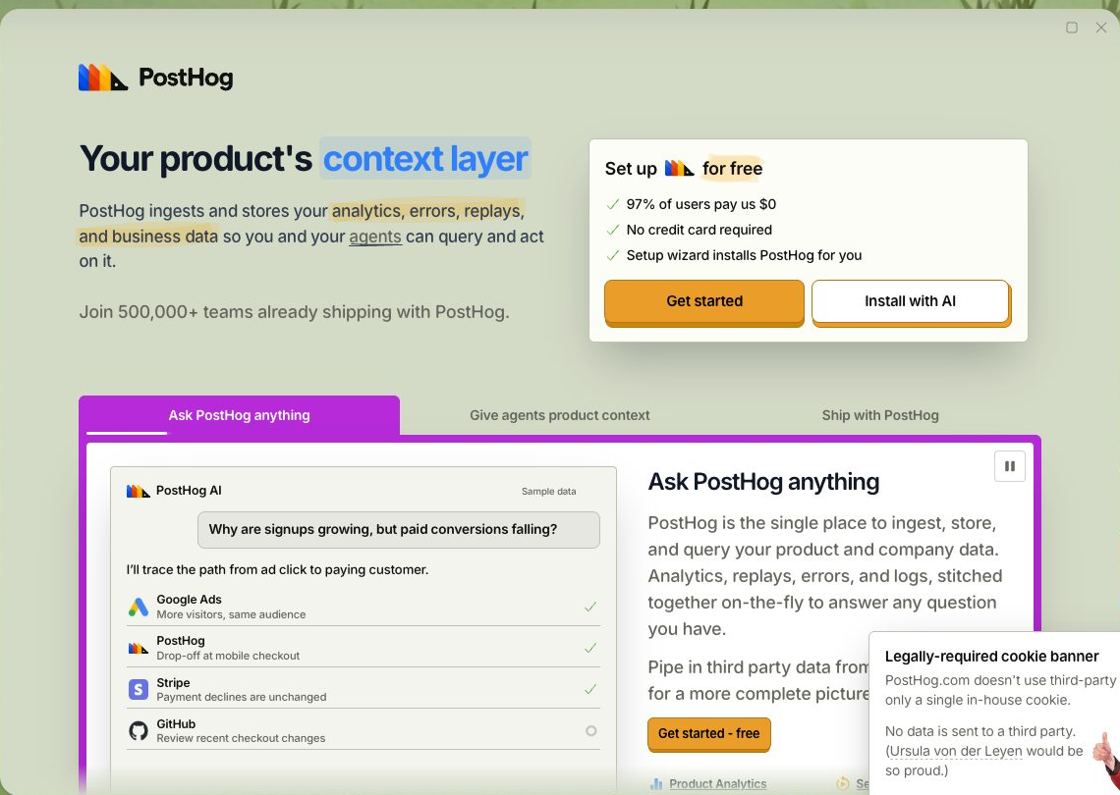 PostHog
Your product's context layer
PostHog ingests and stores your analytics, errors, replays,
and business data so you and your agents can query and act
on it.
Join 500,000+ teams already shipping with PostHog.
Set up for free
97% of users pay us $0
No credit card required
Setup wizard installs PostHog for you
Get started
Install with AI
Ask PostHog anything
Give agents product context
Ship with PostHog
PostHog AI
Sample data
Why are signups growing, but paid conversions falling?
I'll trace the path from ad click to paying customer.
Google Ads
More visitors, same audience
PostHog
Drop-off at mobile checkout
S
Stripe
Payment declines are unchanged
GitHub
Review recent checkout changes
Ask PostHog anything
PostHog is the single place to ingest, store,
and query your product and company data.
Analytics, replays, errors, and logs, stitched
together on-the-fly to answer any question
you have.
Pipe in third party data from
for a more complete picture
Get started - free
Product Analytics
Se
Legally-required cookie banner
PostHog.com doesn't use third-party
only a single in-house cookie.
No data is sent to a third party.
(Ursula von der Leyen would be
so proud.)